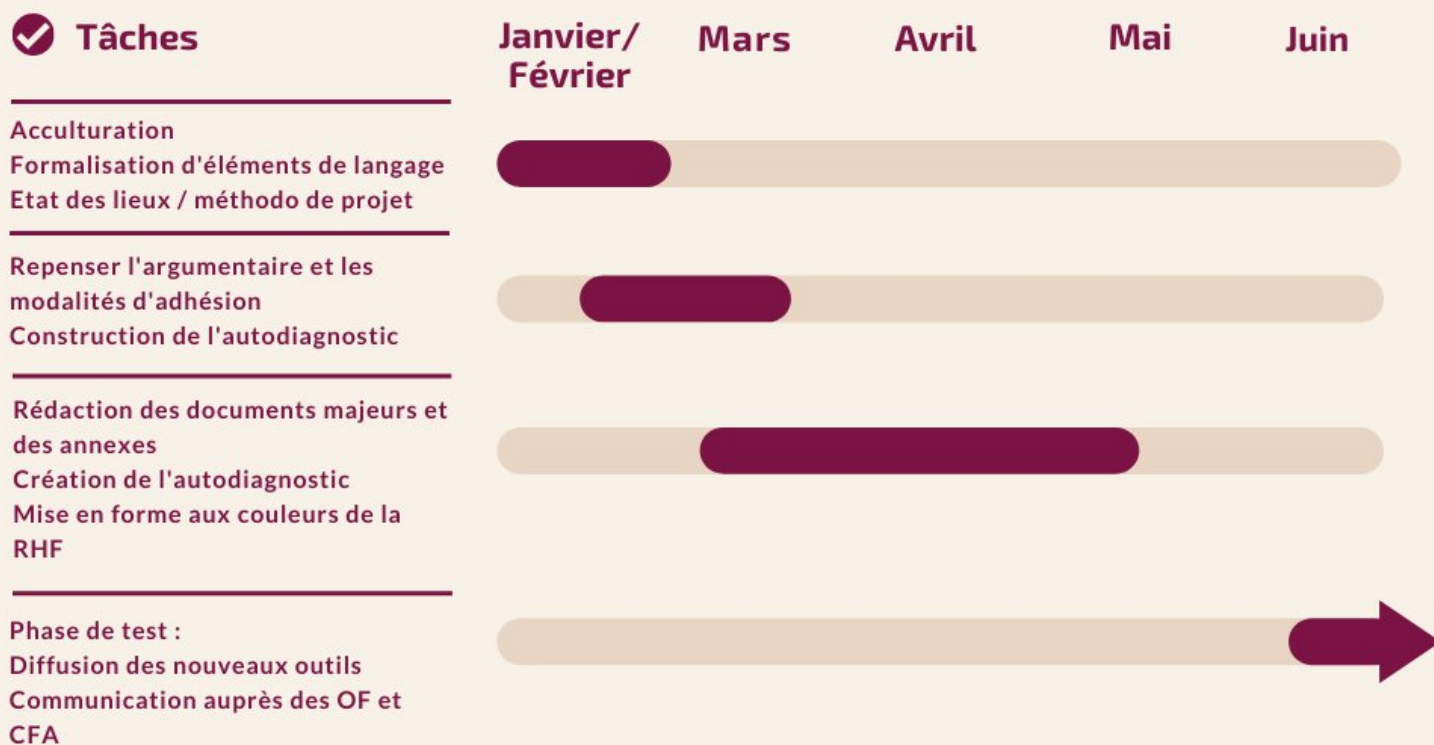 Tâches
Janvier/
Février
Mars
Avril
Mai
Juin
Acculturation
Formalisation d'éléments de langage
Etat des lieux / méthodo de projet
Repenser l'argumentaire et les
modalités d'adhésion
Construction de l'autodiagnostic
Rédaction des documents majeurs et
des annexes
Création de l'autodiagnostic
Mise en forme aux couleurs de la
RHF
Phase de test :
Diffusion des nouveaux outils
Communication auprès des OF et
CFA